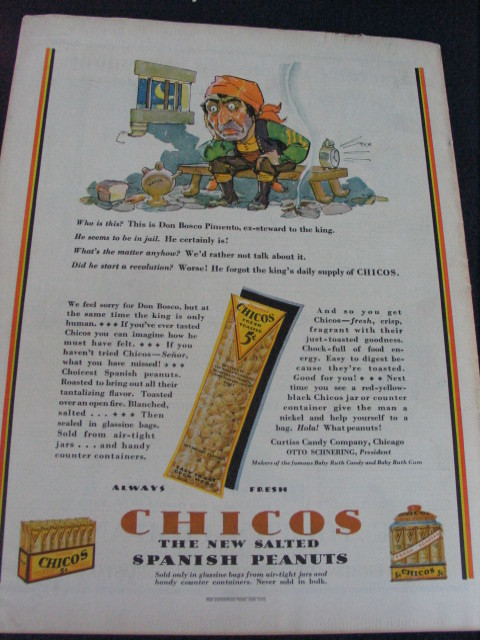 TICK
Who is this? This is Don Bosco Pimento, ex-steward to the king.
He seems to be in jail. He certainly is!
What's the matter anyhow? We'd rather not talk about it.
Did he start a revolution? Worse! He forgot the king's daily supply of CHICOS.
We feel sorry for Don Bosco, but at
the same time the king is only
human. ✦✦✦ If you've ever tasted
Chicos you can imagine how he
must have felt. ✦✦✦ If you
haven't tried Chicos—Señor,
what you have missed! ✦✦✦
Choicest Spanish peanuts.
Roasted to bring out all their
tantalizing flavor. Toasted
over an open fire. Blanched,
salted . . . ✦✦✦ Then
sealed in glassine bags.
Sold from air-tight
jars . . . and handy
counter containers.
CHICOS
5¢
And so you get
Chicos—fresh, crisp,
fragrant with their
just-toasted goodness.
Chock-full of food en-
ergy. Easy to digest be-
cause they're toasted.
Good for you! ✦✦✦ Next
time you see a red-yellow-
black Chicos jar or counter
container give the man a
nickel and help yourself to a
bag. Hola! What peanuts!
Curtiss Candy Company, Chicago
OTTO SCHNERING, President
Makers of the famous Baby Ruth Candy and Baby Ruth Gum
ALWAYS FRESH
CHICOS
THE NEW SALTED
SPANISH PEANUTS
Sold only in glassine bags from air-tight jars and
handy counter containers. Never sold in bulk.
CHICOS
5¢
5¢ CHICOS 5¢